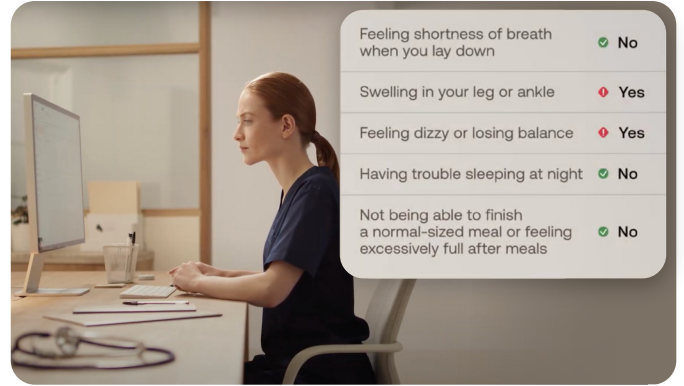 Feeling shortness of breath
when you lay down
No
Swelling in your leg or ankle
Yes
Feeling dizzy or losing balance
Yes
Having trouble sleeping at night
No
Not being able to finish
a normal-sized meal or feeling
excessively full after meals
No